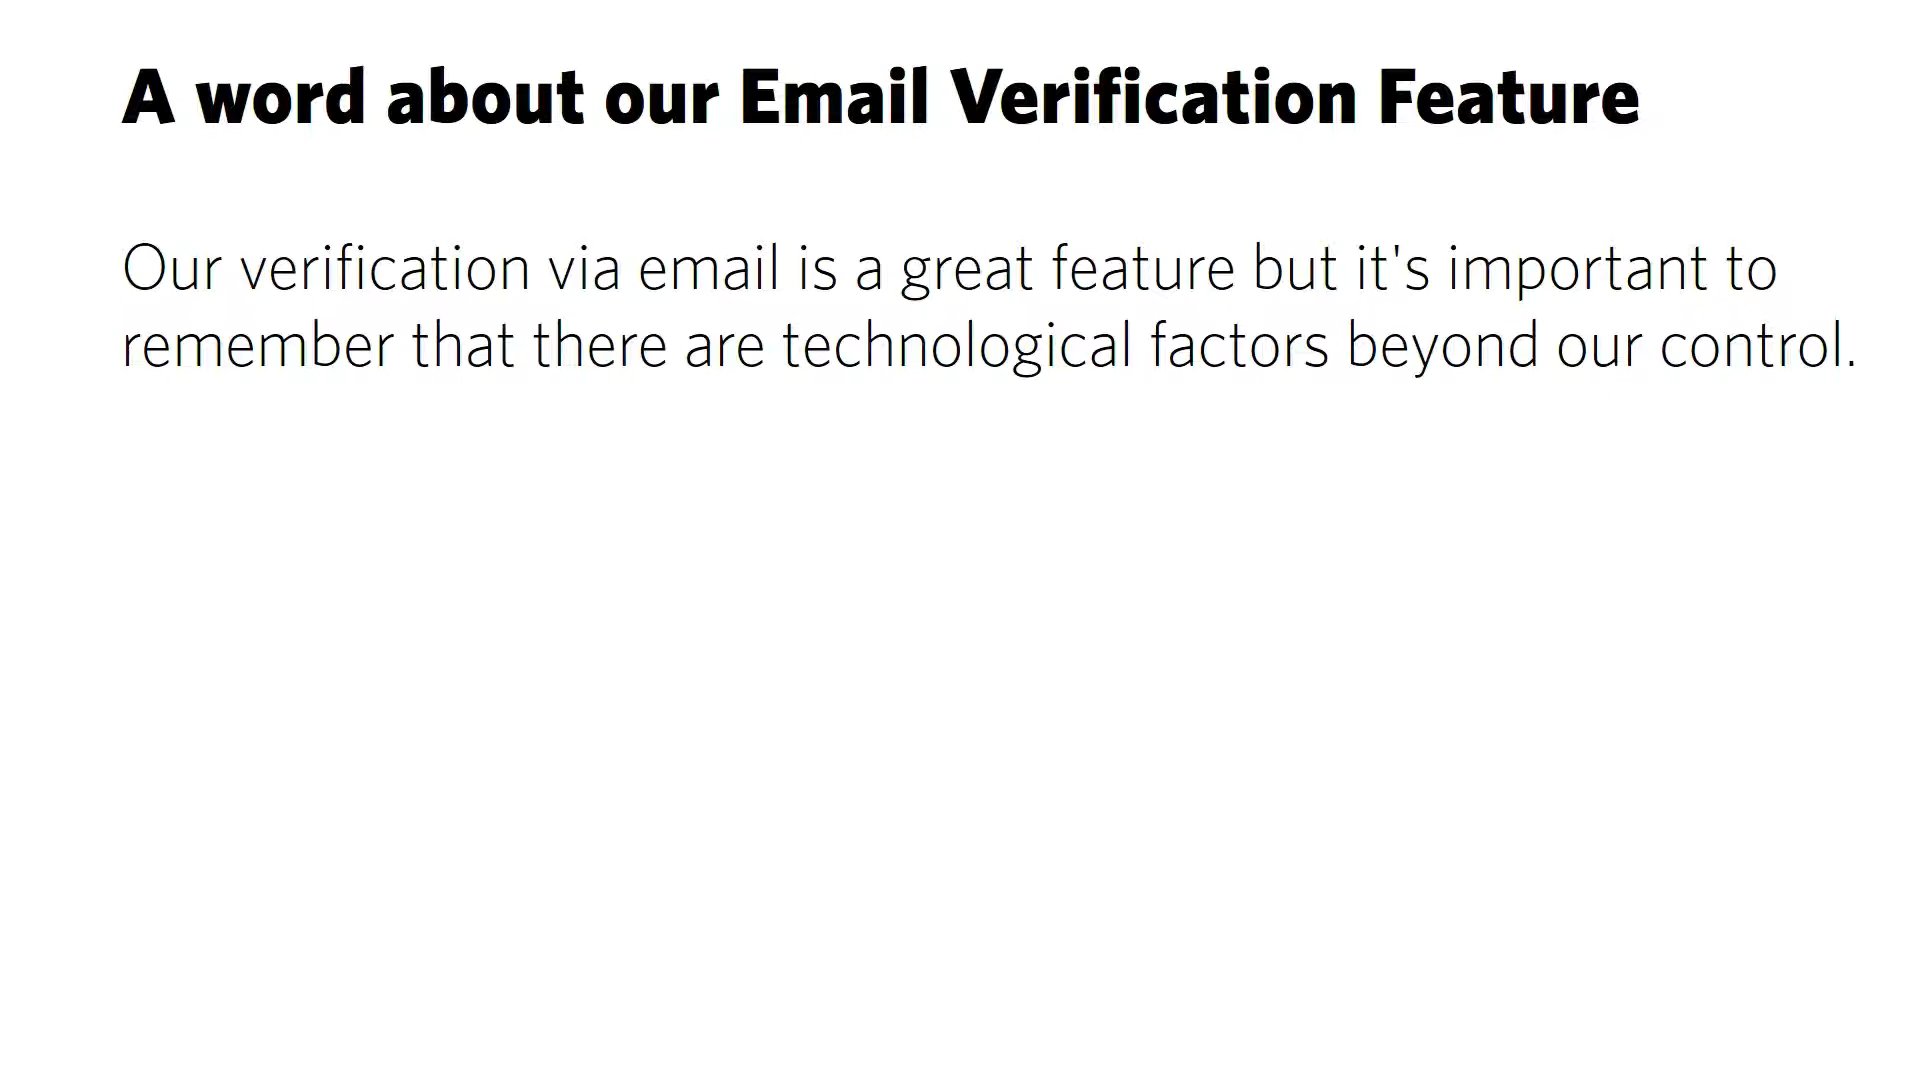 A word about our Email Verification Feature
Our verification via email is a great feature but it's important to
remember that there are technological factors beyond our control.